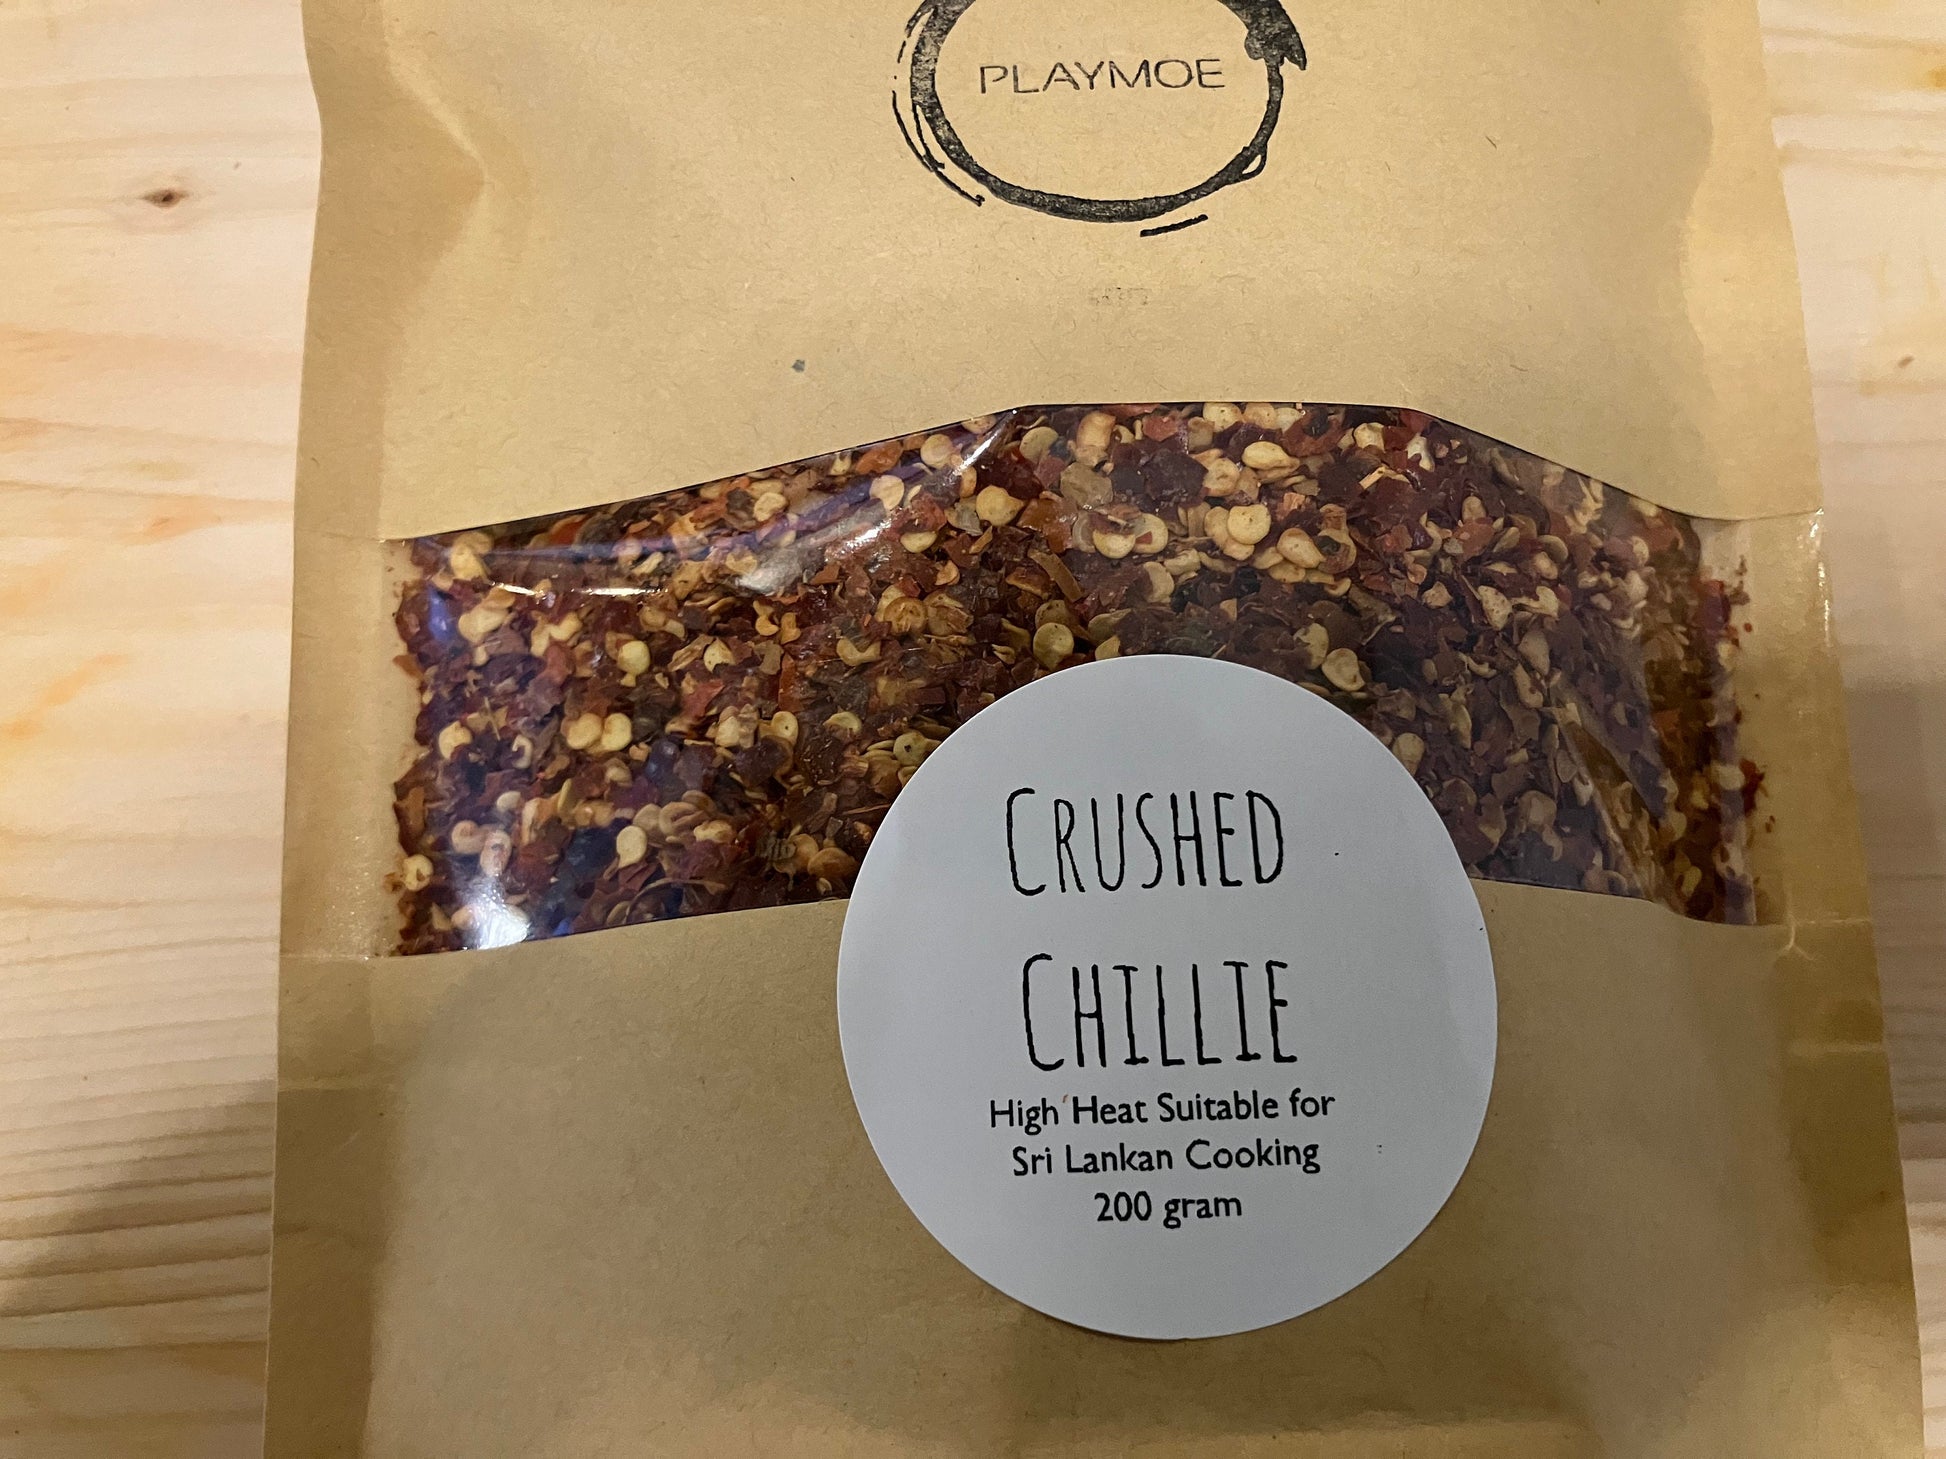 PLAYMOE
CRUSHED
CHILLIE
High Heat Suitable for
Sri Lankan Cooking
200 gram